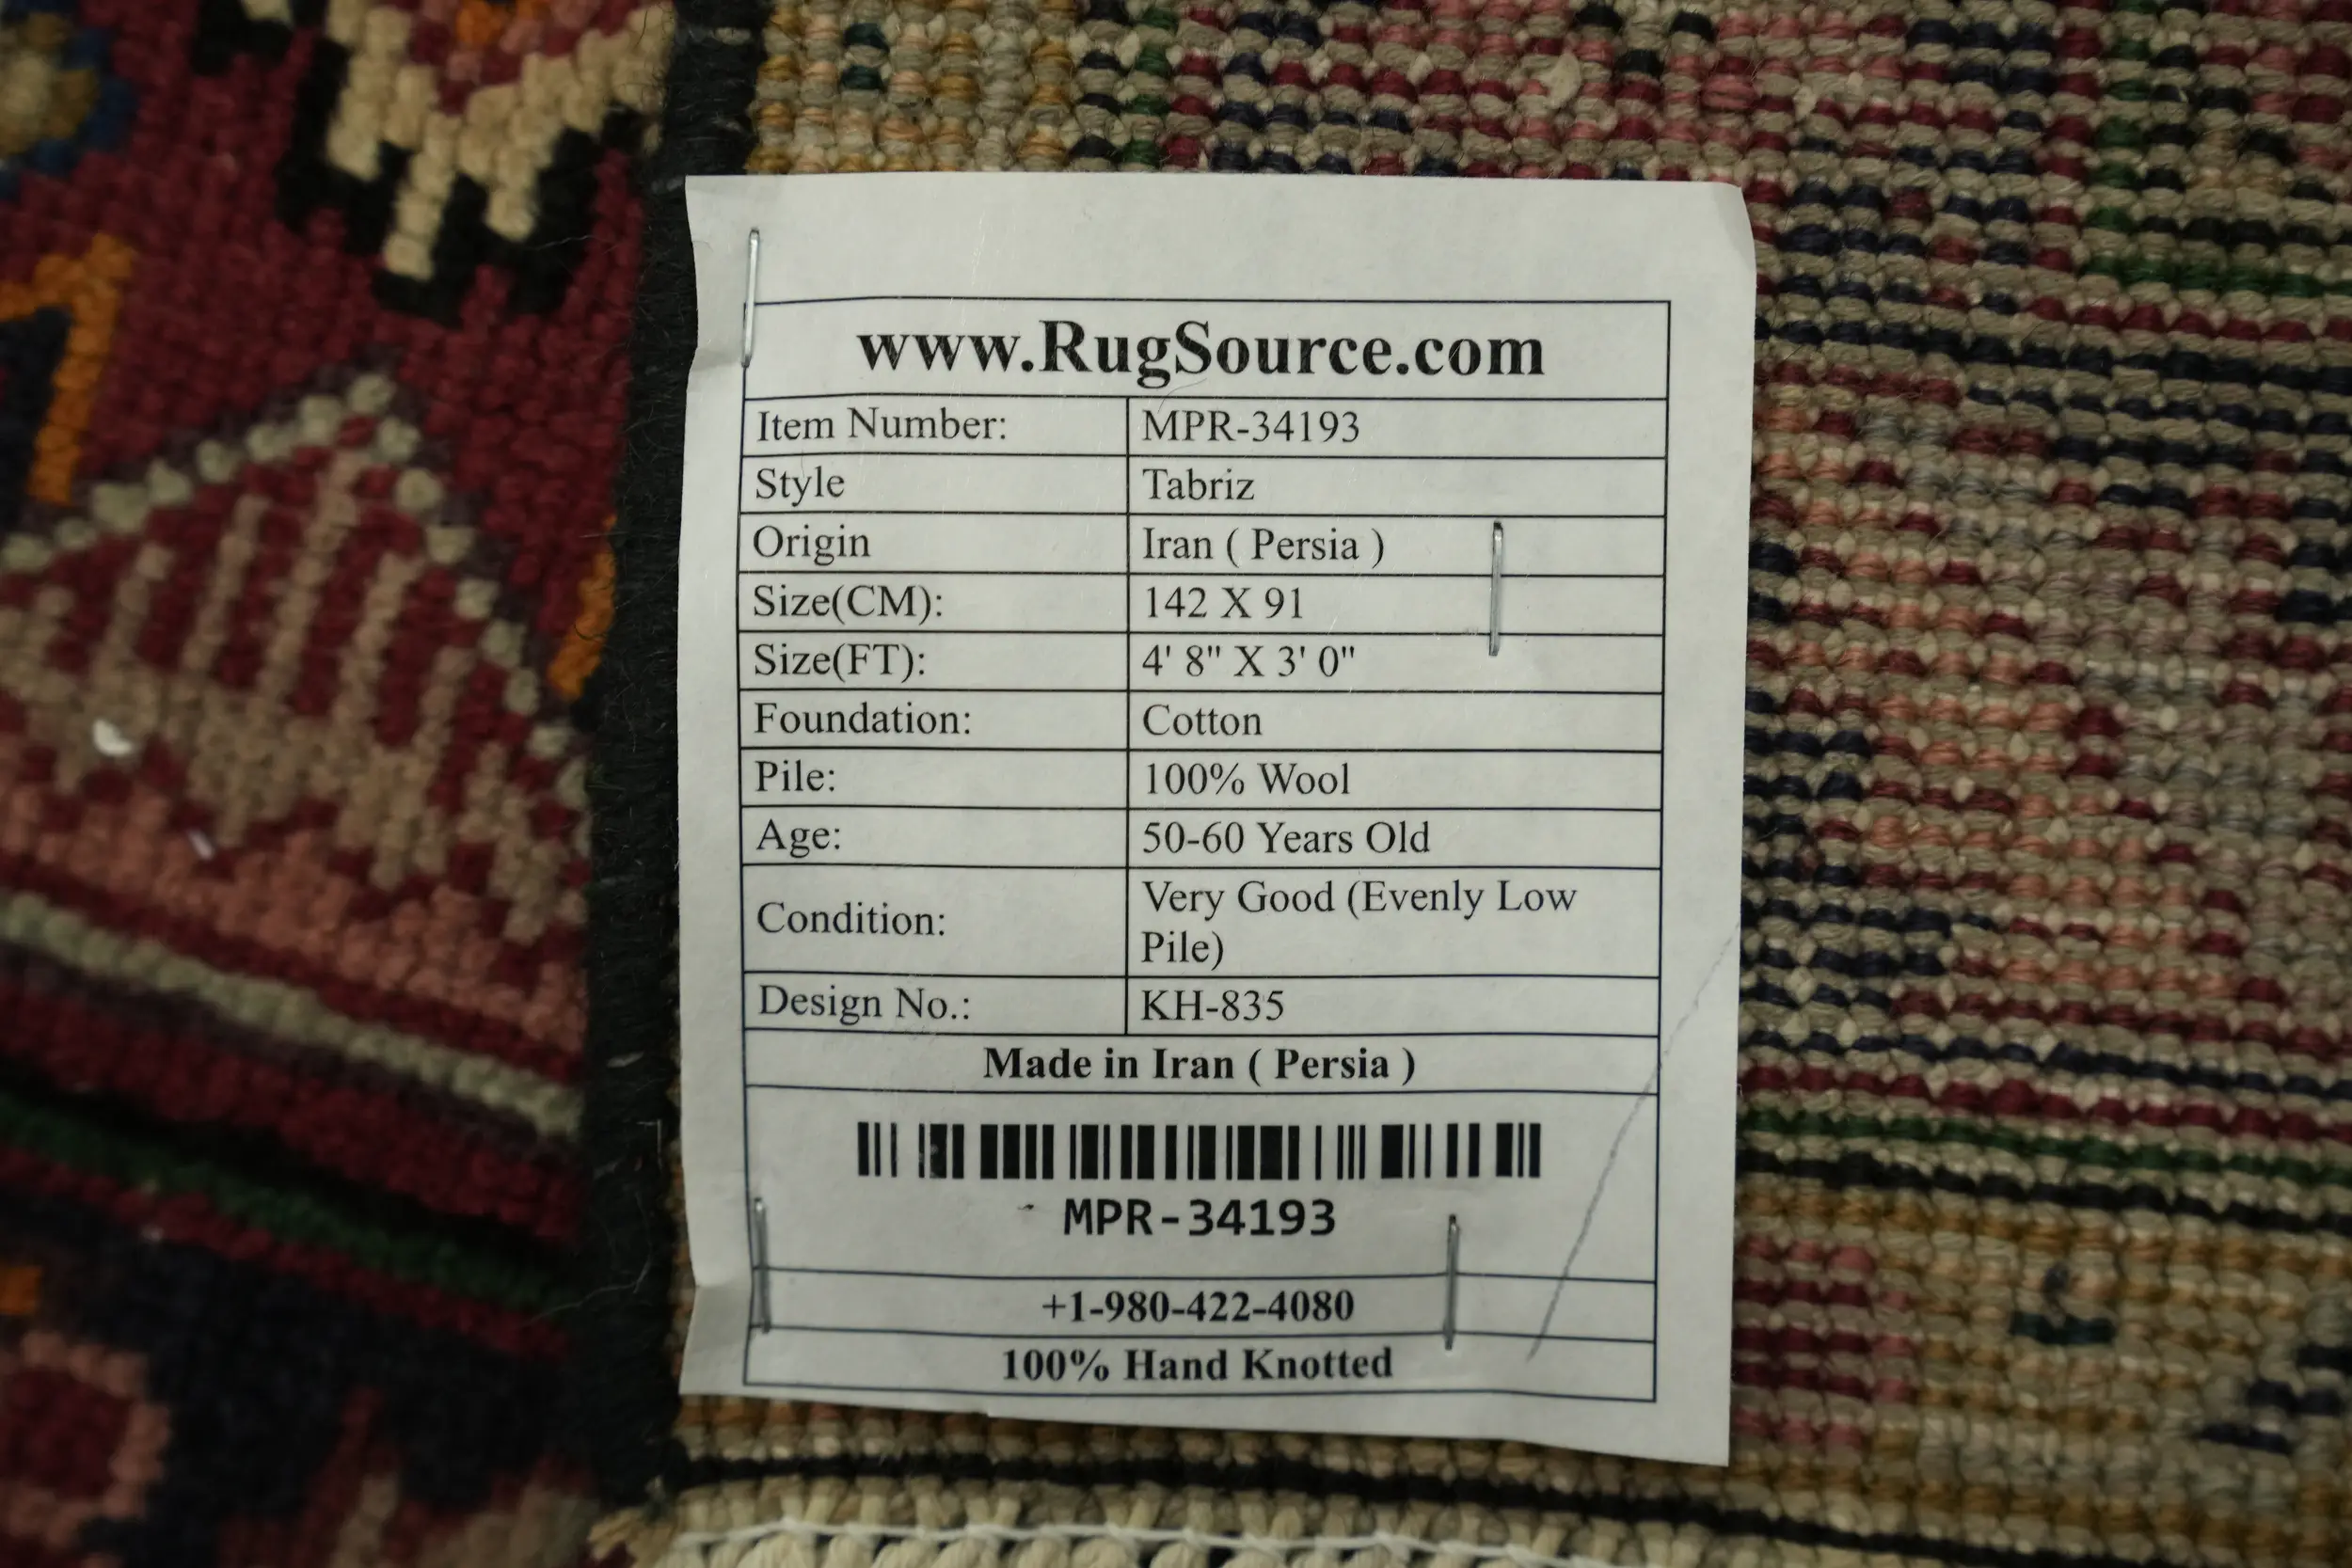 www.RugSource.com
Item Number: MPR-34193
Style Tabriz
Origin Iran ( Persia )
Size(CM): 142 X 91
Size(FT): 4' 8" X 3' 0"
Foundation: Cotton
Pile: 100% Wool
Age: 50-60 Years Old
Condition: Very Good (Evenly Low
Pile)
Design No.: KH-835
Made in Iran ( Persia )
MPR-34193
+1-980-422-4080
100% Hand Knotted